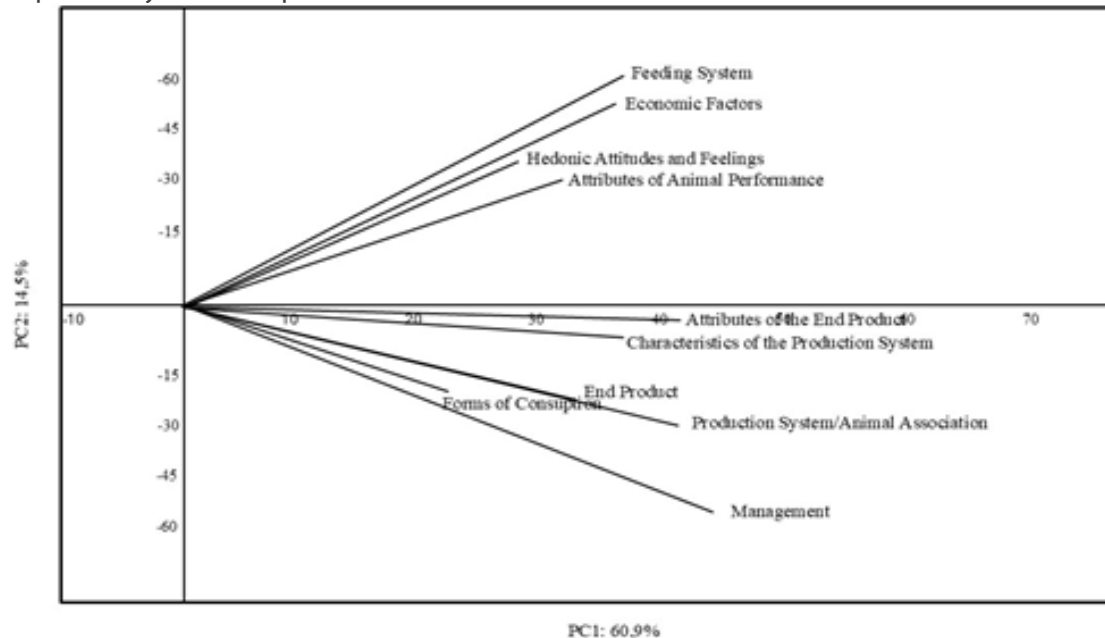 -60
Feeding System
Economic Factors
-45
Hedonic Attitudes and Feelings
-30
Attributes of Animal Performance
-15
PC2: 14,5%
-10
10
30
40
50
60
70
Attributes of the End Product
Characteristics of the Production System
-15
End Product
Forms of Consuption
-30
Production System/Animal Association
-45
Management
-60
PC1: 60,9%